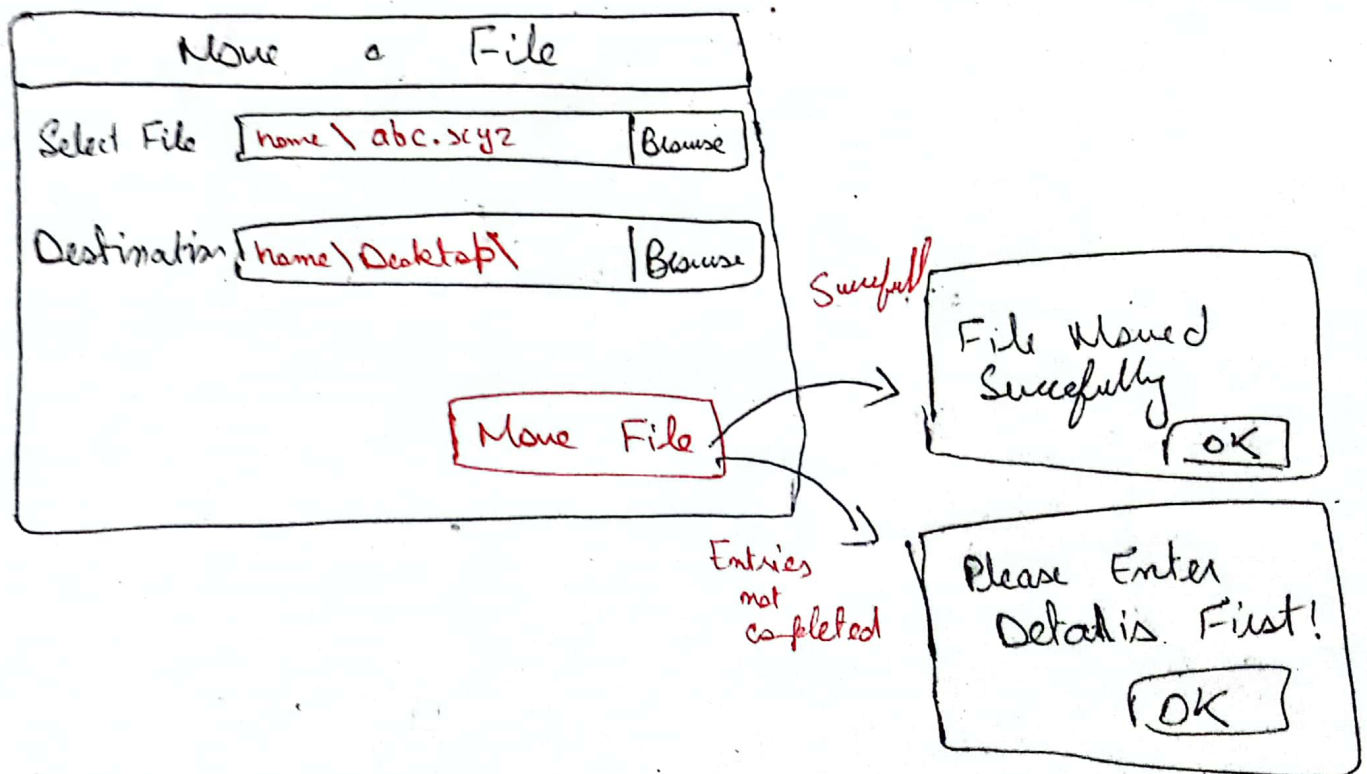 Move a File
Select File home\abc.xyz Browse
Destination home\Desktop\ Browse
Move File
Succefull
File Moved
Succefully
OK
Entries
not
completed
Please Enter
Detatlis First!
OK